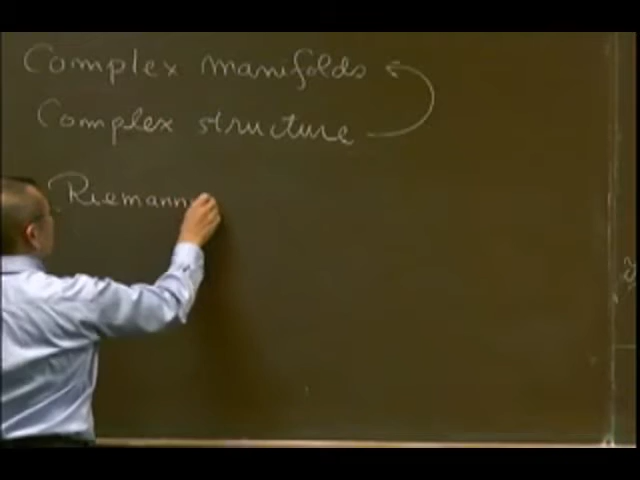 Complex manifolds
Complex structure
Riemann